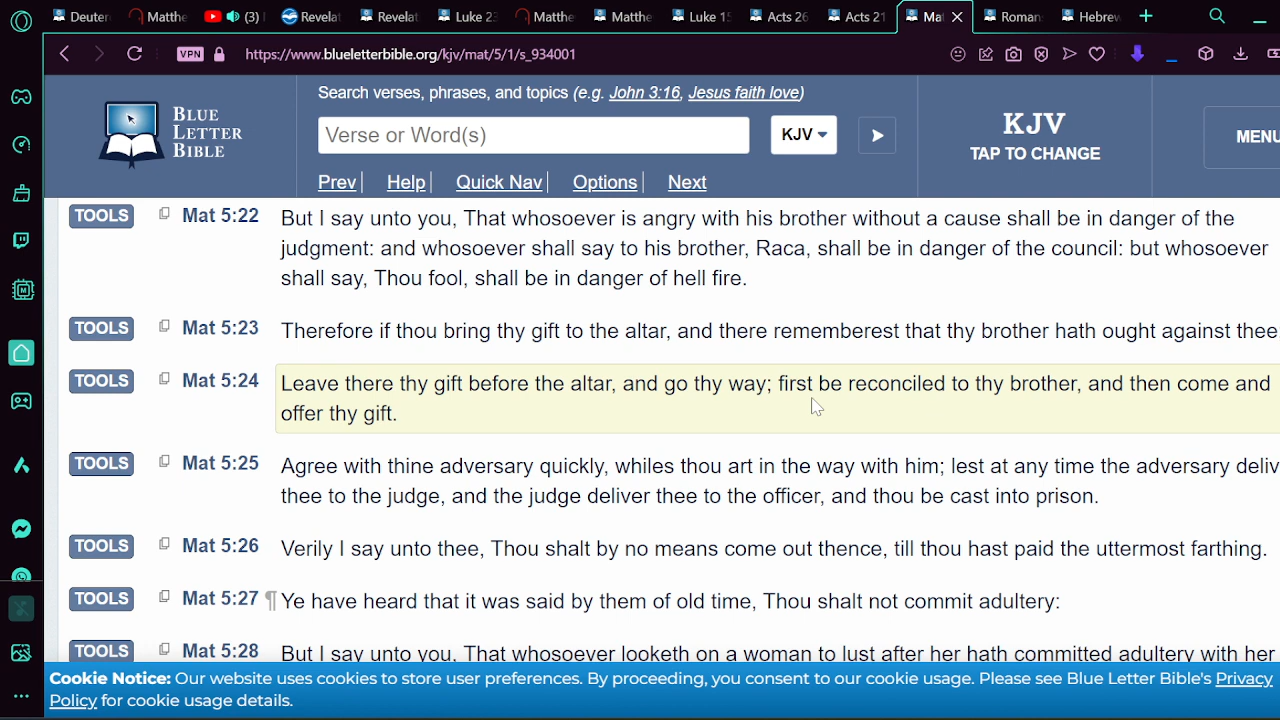 Deutero
Matthe
(3)
Revelat
Revelat
Luke 23
Matthe
Matthe
Luke 15
Acts 26
Acts 21
Mat
Roman
Hebrew
VPN
https://www.blueletterbible.org/kjv/mat/5/1/s_934001
BLUE
LETTER
BIBLE
Search verses, phrases, and topics (e.g. John 3:16, Jesus faith love)
Verse or Word(s)
KJV
KJV
TAP TO CHANGE
MENU
Prev | Help | Quick Nav | Options | Next
TOOLS Mat 5:22 But I say unto you, That whosoever is angry with his brother without a cause shall be in danger of the
judgment: and whosoever shall say to his brother, Raca, shall be in danger of the council: but whosoever
shall say, Thou fool, shall be in danger of hell fire.
TOOLS Mat 5:23 Therefore if thou bring thy gift to the altar, and there rememberest that thy brother hath ought against thee
TOOLS Mat 5:24 Leave there thy gift before the altar, and go thy way; first be reconciled to thy brother, and then come and
offer thy gift.
TOOLS Mat 5:25 Agree with thine adversary quickly, whiles thou art in the way with him; lest at any time the adversary deliv
thee to the judge, and the judge deliver thee to the officer, and thou be cast into prison.
TOOLS Mat 5:26 Verily I say unto thee, Thou shalt by no means come out thence, till thou hast paid the uttermost farthing.
TOOLS Mat 5:27 ¶ Ye have heard that it was said by them of old time, Thou shalt not commit adultery:
TOOLS Mat 5:28 But I say unto you, That whosoever looketh on a woman to lust after her hath committed adultery with her
Cookie Notice: Our website uses cookies to store user preferences. By proceeding, you consent to our cookie usage. Please see Blue Letter Bible's Privacy
Policy for cookie usage details.